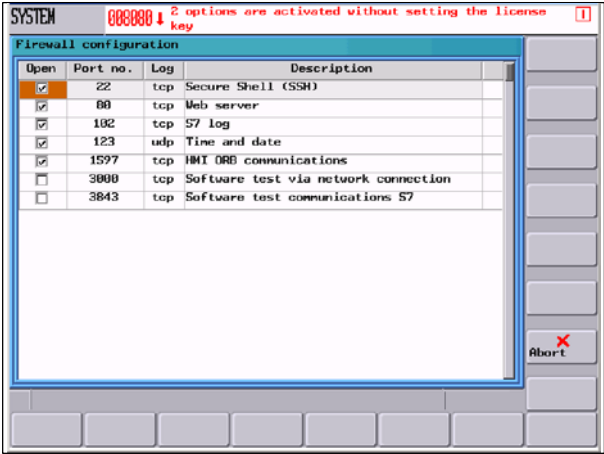 SYSTEM
008080 ↓ 2 options are activated without setting the license
key
Firewall configuration
Open Port no. Log Description
22 tcp Secure Shell (SSH)
80 tcp Web server
102 tcp S7 log
123 udp Time and date
1597 tcp HMI ORB communications
3000 tcp Software test via network connection
3843 tcp Software test communications S7
Abort